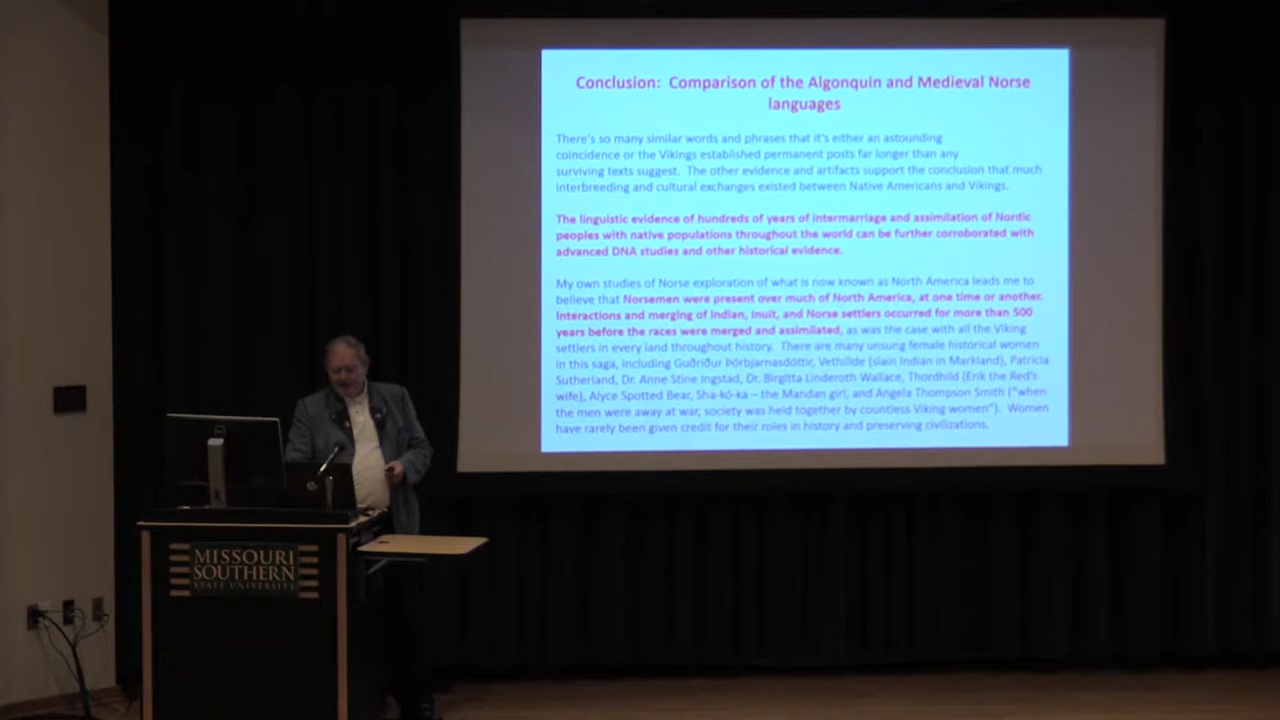 Conclusion: Comparison of the Algonquin and Medieval Norse
languages
There's so many similar words and phrases that it's either an astounding
coincidence or the Vikings established permanent posts far longer than any
surviving texts suggest. The other evidence and artifacts support the conclusion that much
interbreeding and cultural exchanges existed between Native Americans and Vikings.
The linguistic evidence of hundreds of years of intermarriage and assimilation of Nordic
peoples with native populations throughout the world can be further corroborated with
advanced DNA studies and other historical evidence.
My own studies of Norse exploration of what is now known as North America leads me to
believe that Norsemen were present over much of North America, at one time or another.
Interactions and merging of Indian, Inuit, and Norse settlers occurred for more than 500
years before the races were merged and assimilated, as was the case with all the Viking
settlers in every land throughout history. There are many unsung female historical women
in this saga, including Guðriður Þórbjarnasdóttir, Vethilide (slain Indian in Markland), Patricia
Sutherland, Dr. Anne Stine Ingstad, Dr. Birgitta Linderoth Wallace, Thordhild (Erik the Red's
wife), Alyce Spotted Bear, Sha-kó-ka – the Mandan girl, and Angela Thompson Smith ("when
the men were away at war, society was held together by countless Viking women"). Women
have rarely been given credit for their roles in history and preserving civilizations.
MISSOURI
SOUTHERN
STATE UNIVERSITY